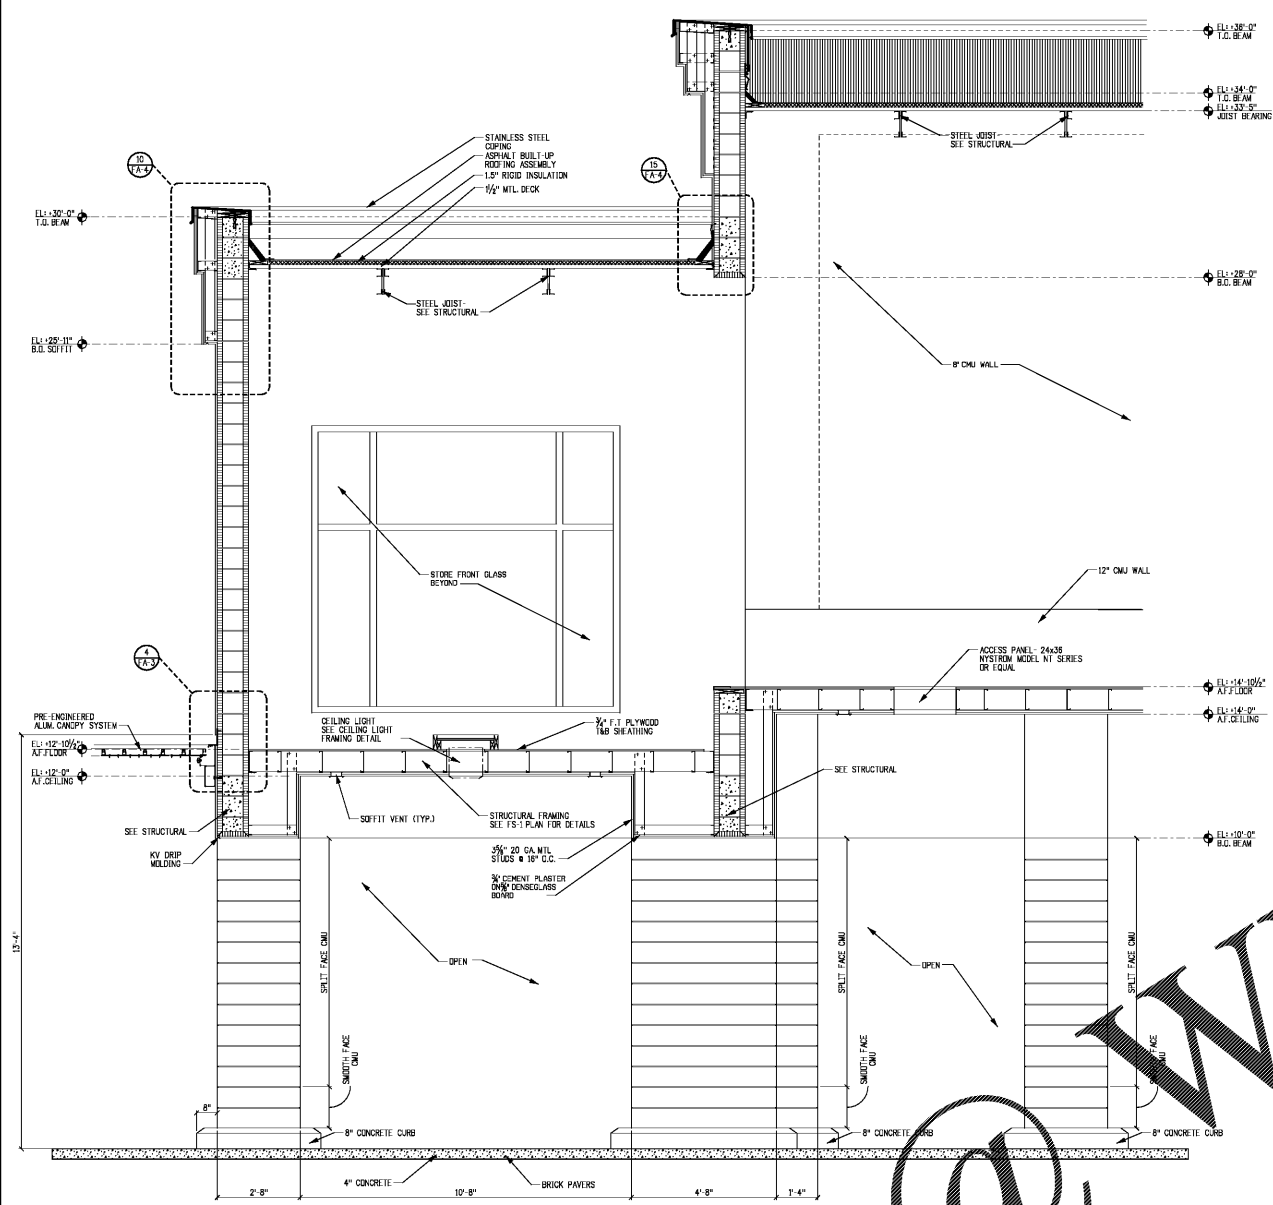 EL: +36'-0"
T.O. BEAM
EL: +34'-0"
T.O. BEAM
EL: +33'-5"
JOIST BEARING
STEEL JOIST-
SEE STRUCTURAL
STAINLESS STEEL
COPING
ASPHALT BUILT-UP
ROOFING ASSEMBLY
1.5" RIGID INSULATION
1½" MTL. DECK
10
FA-4
15
FA-4
EL: +30'-0"
T.O. BEAM
EL: +28'-0"
B.O. BEAM
STEEL JOIST-
SEE STRUCTURAL
EL: +25'-11"
B.O. SOFFIT
8" CMU WALL
STORE FRONT GLASS
BEYOND
12" CMU WALL
4
FA-3
ACCESS PANEL- 24x36
NYSTROM MODEL NT SERIES
OR EQUAL
EL: +14'-10½"
A.F.FLOOR
EL: +14'-0"
A.F.CEILING
PRE-ENGINEERED
ALUM. CANOPY SYSTEM
CEILING LIGHT
SEE CEILING LIGHT
FRAMING DETAIL
¾" F.T PLYWOOD
T&B SHEATHING
EL: +12'-10½"
A.F.FLOOR
EL: +12'-0"
A.F.CEILING
SEE STRUCTURAL
SOFFIT VENT (TYP.)
STRUCTURAL FRAMING
SEE FS-1 PLAN FOR DETAILS
SEE STRUCTURAL
EL: +10'-0"
B.O. BEAM
KV DRIP
MOLDING
3⅝" 20 GA. MTL
STUDS @ 16" O.C.
¾" CEMENT PLASTER
ON ⅝" DENSEGLASS
BOARD
13'-4"
SPLIT FACE CMU
OPEN
SPLIT FACE CMU
OPEN
SPLIT FACE CMU
SMOOTH FACE
CMU
SMOOTH FACE
CMU
SMOOTH FACE
CMU
8"
8" CONCRETE CURB
8" CONCRETE CURB
8" CONCRETE CURB
4" CONCRETE
BRICK PAVERS
2'-8"
10'-8"
4'-8"
1'-4"
@W